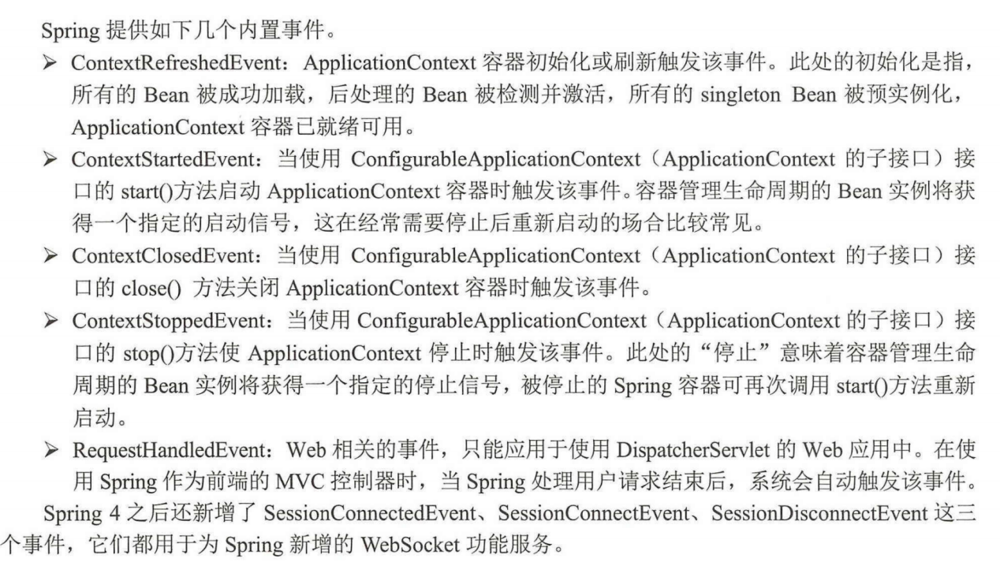 Spring 提供如下几个内置事件。
➢ ContextRefreshedEvent：ApplicationContext 容器初始化或刷新触发该事件。此处的初始化是指，
所有的 Bean 被成功加载，后处理的 Bean 被检测并激活，所有的 singleton Bean 被预实例化，
ApplicationContext 容器已就绪可用。
➢ ContextStartedEvent：当使用 ConfigurableApplicationContext（ApplicationContext 的子接口）接
口的 start()方法启动 ApplicationContext 容器时触发该事件。容器管理生命周期的 Bean 实例将获
得一个指定的启动信号，这在经常需要停止后重新启动的场合比较常见。
➢ ContextClosedEvent：当使用 ConfigurableApplicationContext（ApplicationContext 的子接口）接
口的 close() 方法关闭 ApplicationContext 容器时触发该事件。
➢ ContextStoppedEvent：当使用 ConfigurableApplicationContext（ApplicationContext 的子接口）接
口的 stop()方法使 ApplicationContext 停止时触发该事件。此处的“停止”意味着容器管理生命
周期的 Bean 实例将获得一个指定的停止信号，被停止的 Spring 容器可再次调用 start()方法重新
启动。
➢ RequestHandledEvent：Web 相关的事件，只能应用于使用 DispatcherServlet 的 Web 应用中。在使
用 Spring 作为前端的 MVC 控制器时，当 Spring 处理用户请求结束后，系统会自动触发该事件。
Spring 4 之后还新增了 SessionConnectedEvent、SessionConnectEvent、SessionDisconnectEvent 这三
个事件，它们都用于为 Spring 新增的 WebSocket 功能服务。